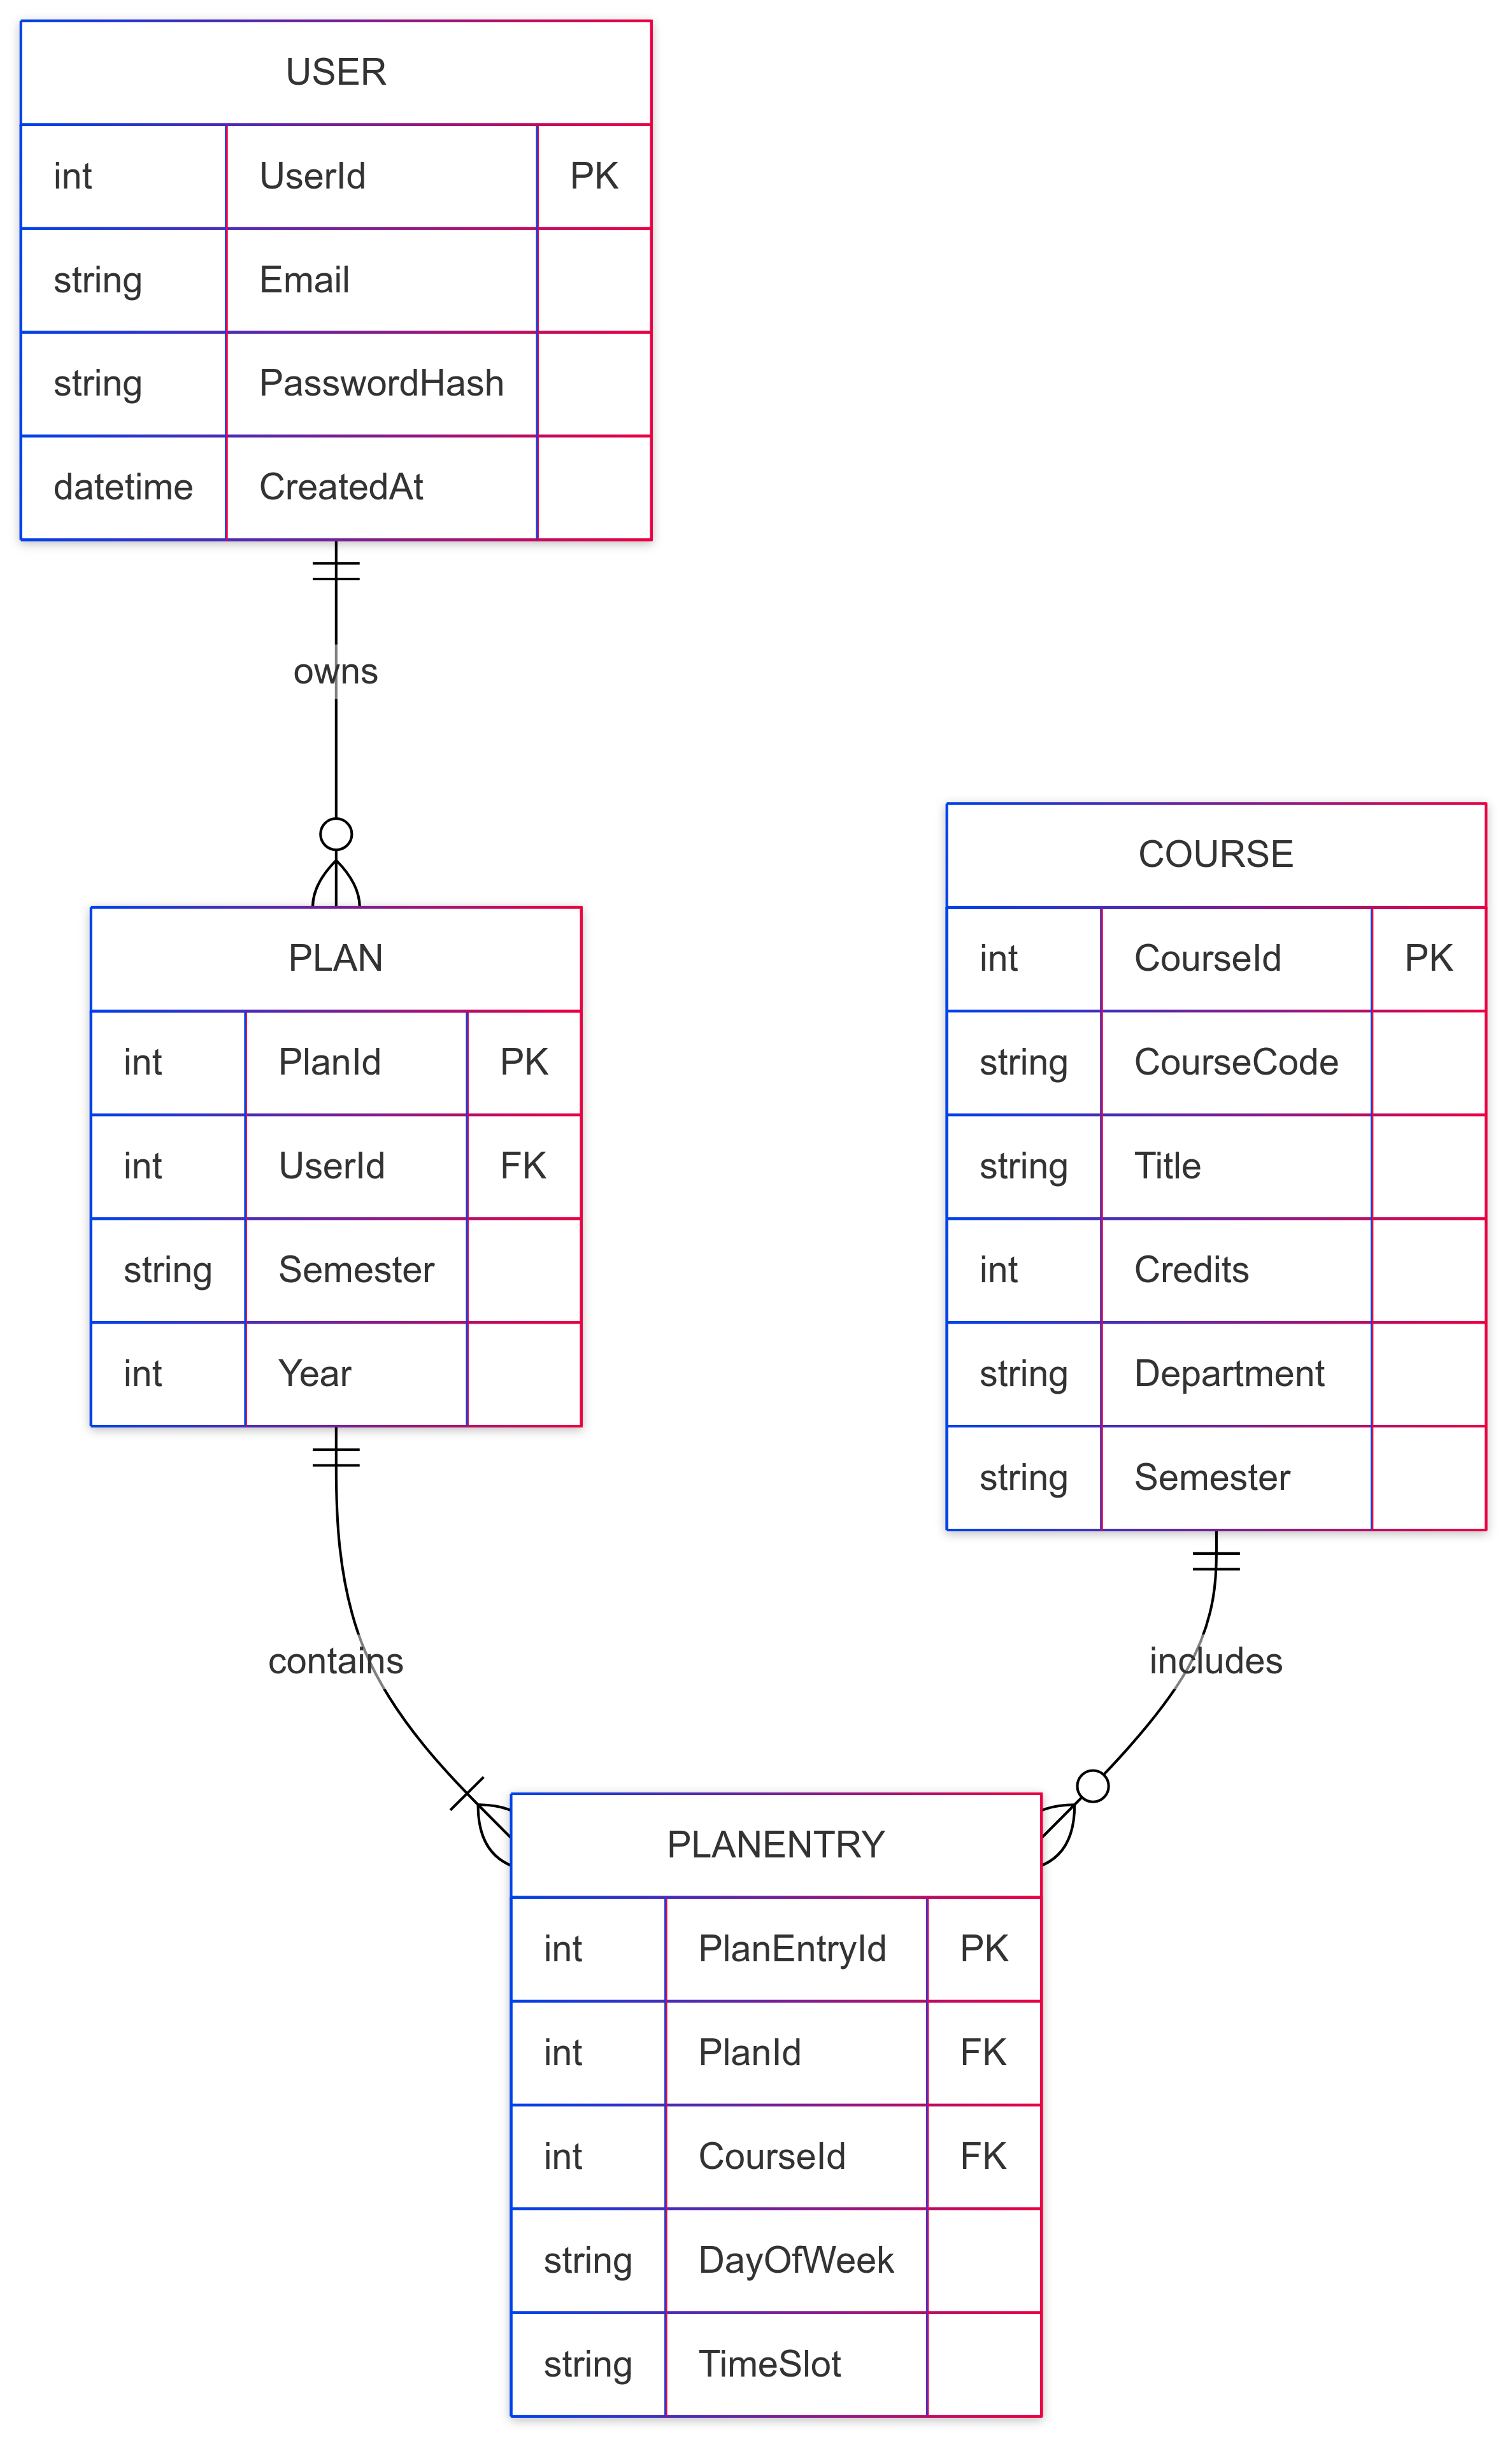 USER
int UserId PK
string Email
string PasswordHash
datetime CreatedAt
owns
PLAN
int PlanId PK
int UserId FK
string Semester
int Year
COURSE
int CourseId PK
string CourseCode
string Title
int Credits
string Department
string Semester
contains
includes
PLANENTRY
int PlanEntryId PK
int PlanId FK
int CourseId FK
string DayOfWeek
string TimeSlot